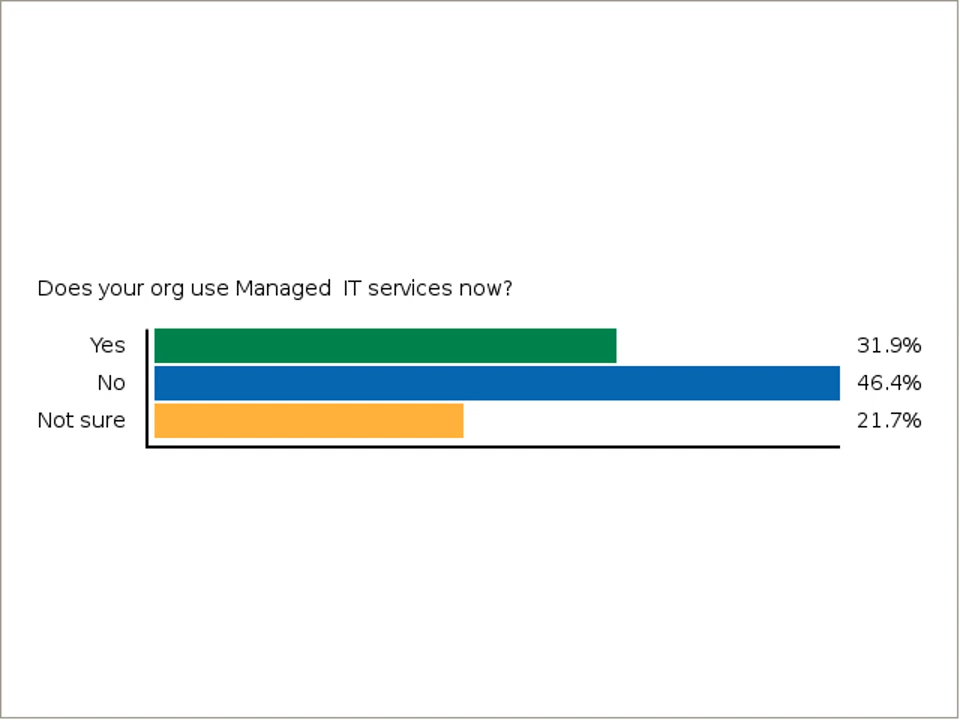 Does your org use Managed  IT services now?
Yes 31.9%
No 46.4%
Not sure 21.7%